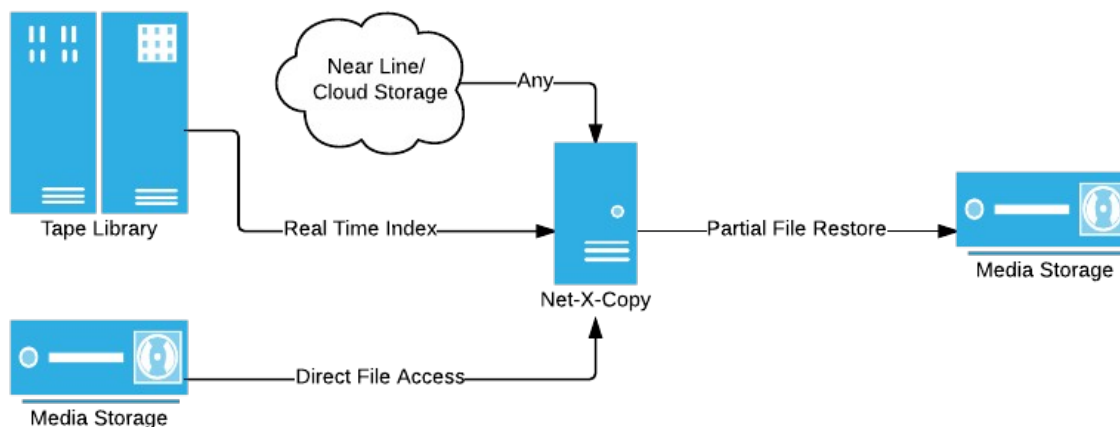 Near Line/
Cloud Storage
Any
Tape Library
Real Time Index
Partial File Restore
Media Storage
Net-X-Copy
Direct File Access
Media Storage